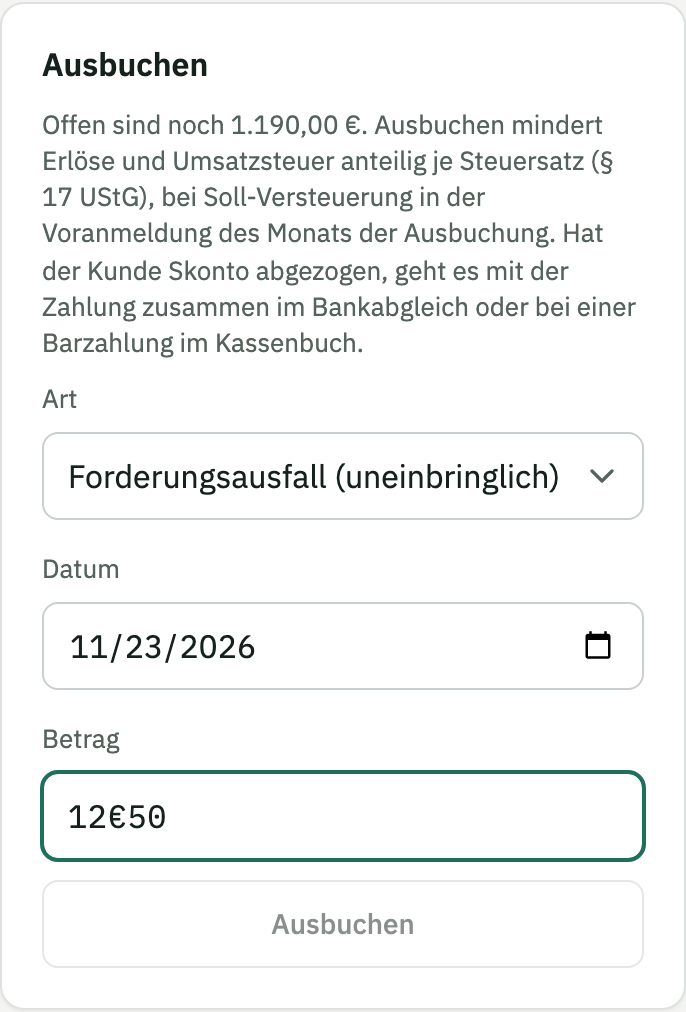 Ausbuchen
Offen sind noch 1.190,00 €. Ausbuchen mindert
Erlöse und Umsatzsteuer anteilig je Steuersatz (§
17 UStG), bei Soll-Versteuerung in der
Voranmeldung des Monats der Ausbuchung. Hat
der Kunde Skonto abgezogen, geht es mit der
Zahlung zusammen im Bankabgleich oder bei einer
Barzahlung im Kassenbuch.
Art
Forderungsausfall (uneinbringlich)
Datum
11/23/2026
Betrag
12€50
Ausbuchen